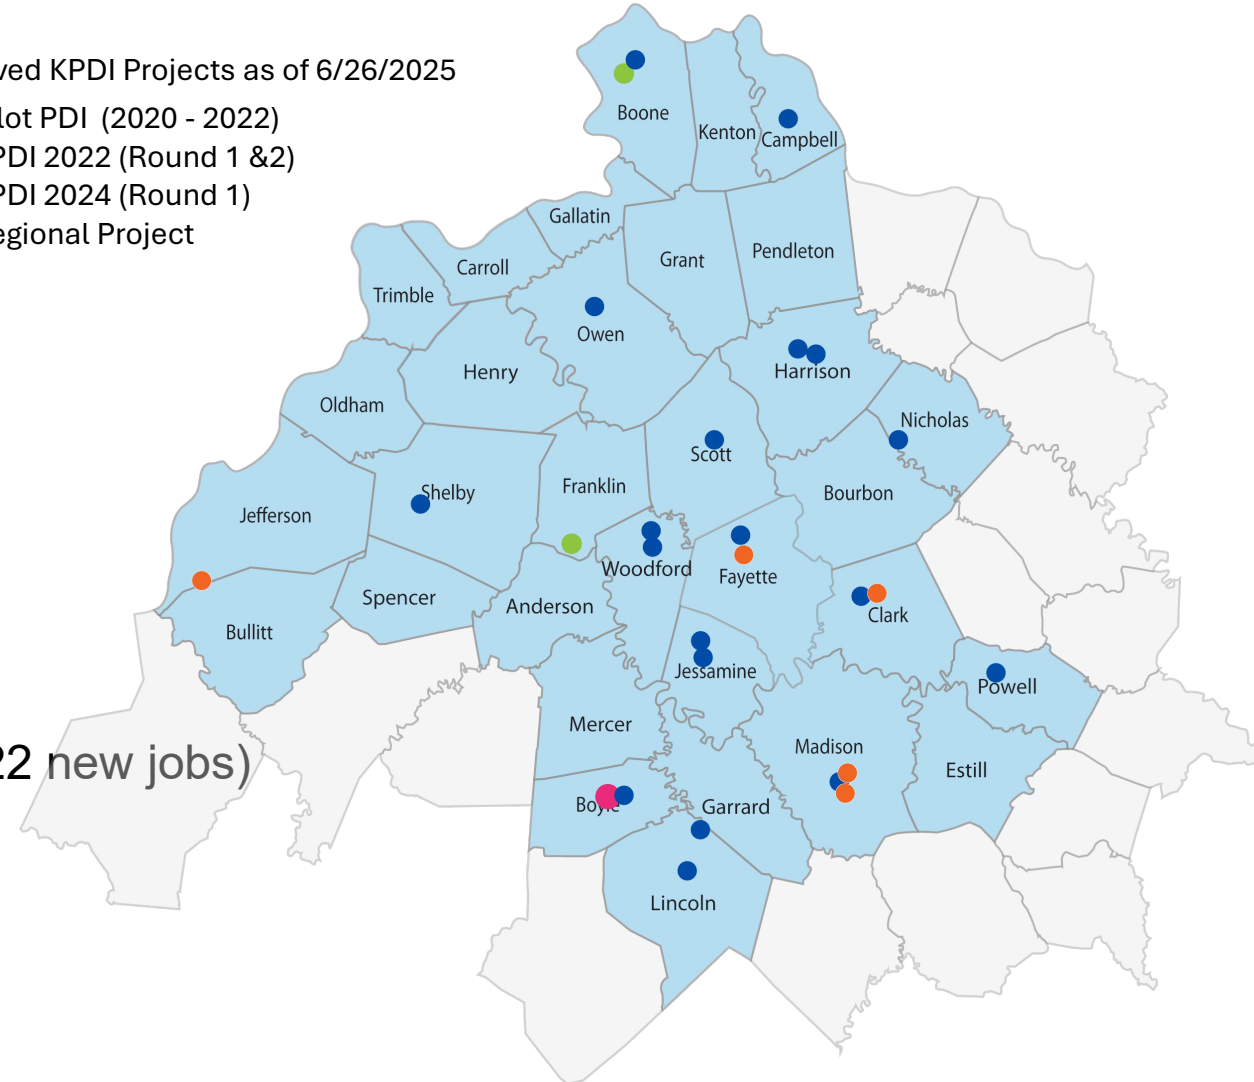 ved KPDI Projects as of 6/26/2025
lot PDI (2020 - 2022)
PDI 2022 (Round 1 &2)
PDI 2024 (Round 1)
egional Project
Boone
Kenton
Campbell
Gallatin
Grant
Pendleton
Carroll
Trimble
Owen
Henry
Harrison
Oldham
Nicholas
Scott
Shelby
Franklin
Bourbon
Jefferson
Woodford
Fayette
Spencer
Anderson
Clark
Bullitt
Jessamine
Powell
Mercer
Madison
22 new jobs)
Estill
Boyle
Garrard
Lincoln